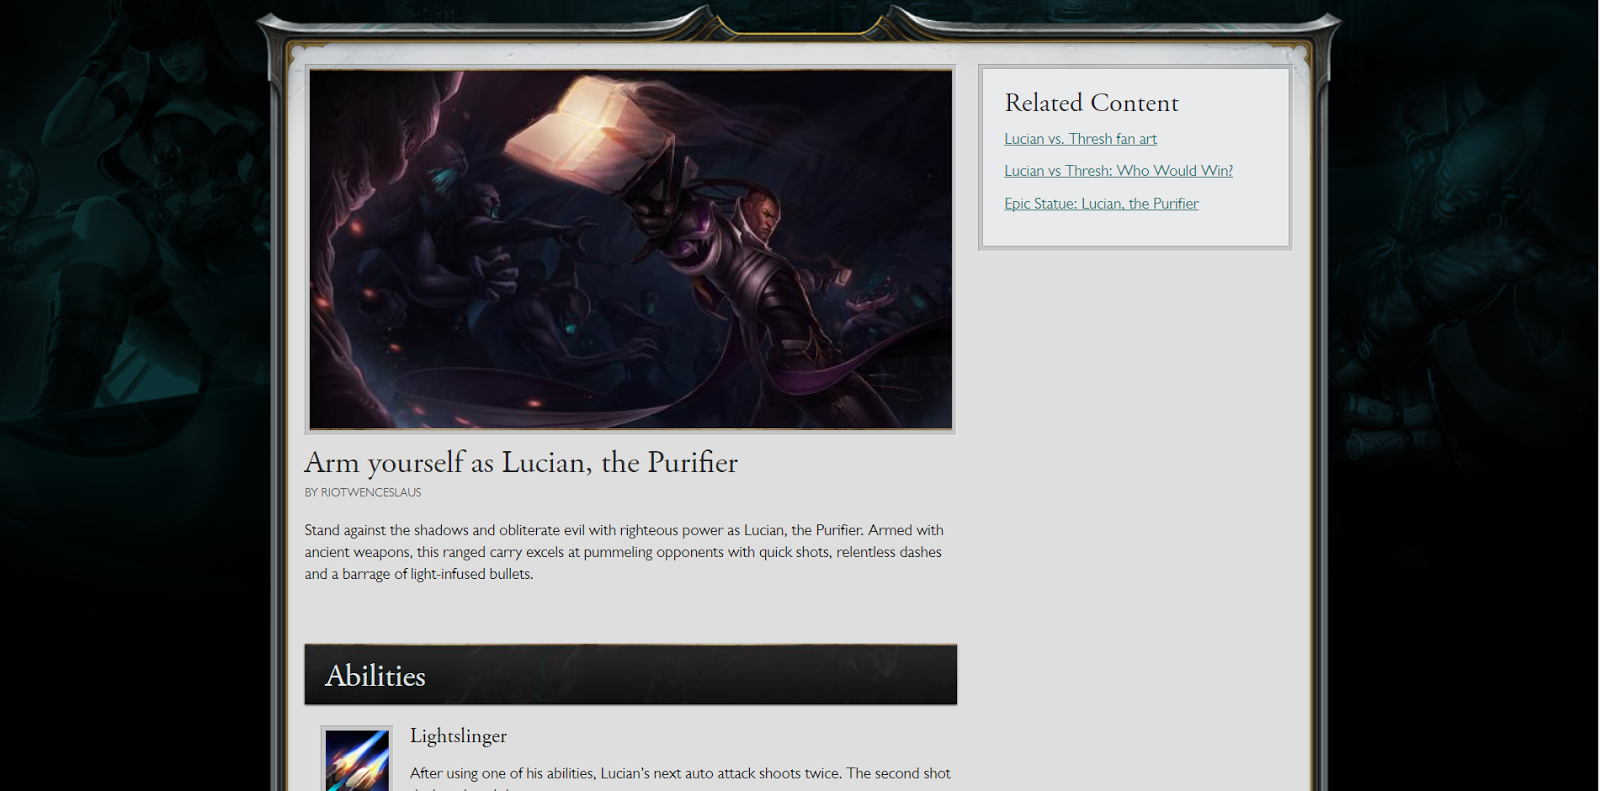 Related Content
Lucian vs. Thresh fan art
Lucian vs Thresh: Who Would Win?
Epic Statue: Lucian, the Purifier
Arm yourself as Lucian, the Purifier
BY RIOTWENCESLAUS
Stand against the shadows and obliterate evil with righteous power as Lucian, the Purifier. Armed with
ancient weapons, this ranged carry excels at pummeling opponents with quick shots, relentless dashes
and a barrage of light-infused bullets.
Abilities
Lightslinger
After using one of his abilities, Lucian's next auto attack shoots twice. The second shot